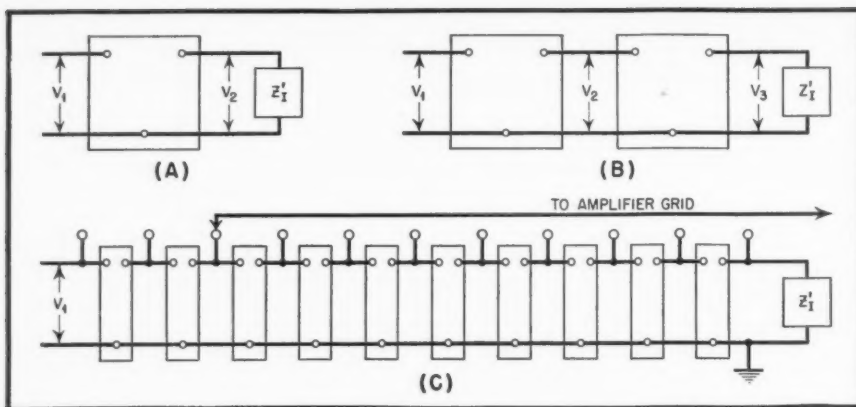 V₁ V₂ Z'I
(A)
V₁ V₂ V₃ Z'I
(B)
TO AMPLIFIER GRID
V₁ Z'I
(C)